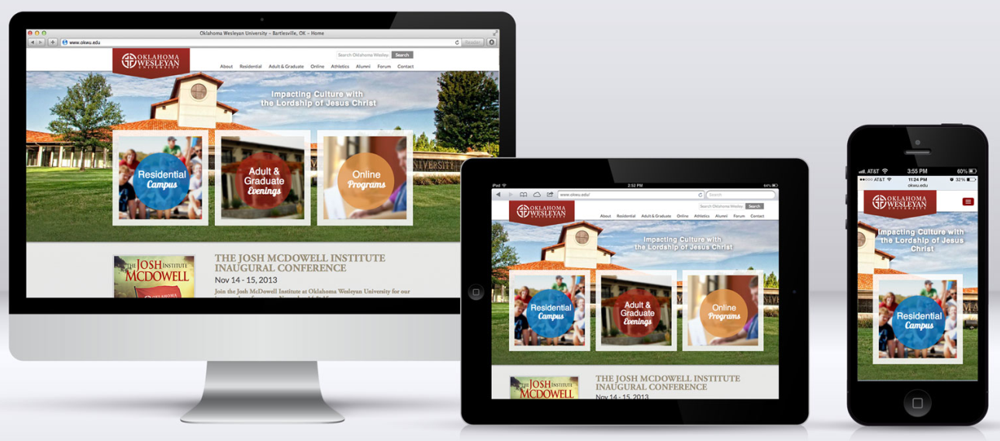 Oklahoma Wesleyan University – Bartlesville, OK – Home
www.okwu.edu
Reader
OKLAHOMA
WESLEYAN
UNIVERSITY
Search Oklahoma Wesley
Search
About Residential Adult & Graduate Online Athletics Alumni Forum Contact
Impacting Culture with
the Lordship of Jesus Christ
Residential
Campus
Adult &
Graduate
Evenings
Online
Programs
UNIVERSITY
THE JOSH INSTITUTE
MCDOWELL
OKLAHOMA
THE JOSH MCDOWELL INSTITUTE
INAUGURAL CONFERENCE
Nov 14 - 15, 2013
Join the Josh McDowell Institute at Oklahoma Wesleyan University for our
iPad
2:52 PM
64%
www.okwu.edu/
Search
OKLAHOMA
WESLEYAN
UNIVERSITY
Search Oklahoma Wesley
Search
About Residential Adult & Graduate Online Athletics Alumni Forum Contact
Impacting Culture with
the Lordship of Jesus Christ
Residential
Campus
Adult &
Graduate
Evenings
Online
Programs
THE JOSH INSTITUTE
MCDOWELL
THE JOSH MCDOWELL INSTITUTE
INAUGURAL CONFERENCE
Nov 14 - 15, 2013
AT&T 3:55 PM 60%
AT&T 11:24 PM 32%
okwu.edu
OKLAHOMA
WESLEYAN
UNIVERSITY
Impacting Culture with
the Lordship of Jesus
Christ
Residential
Campus